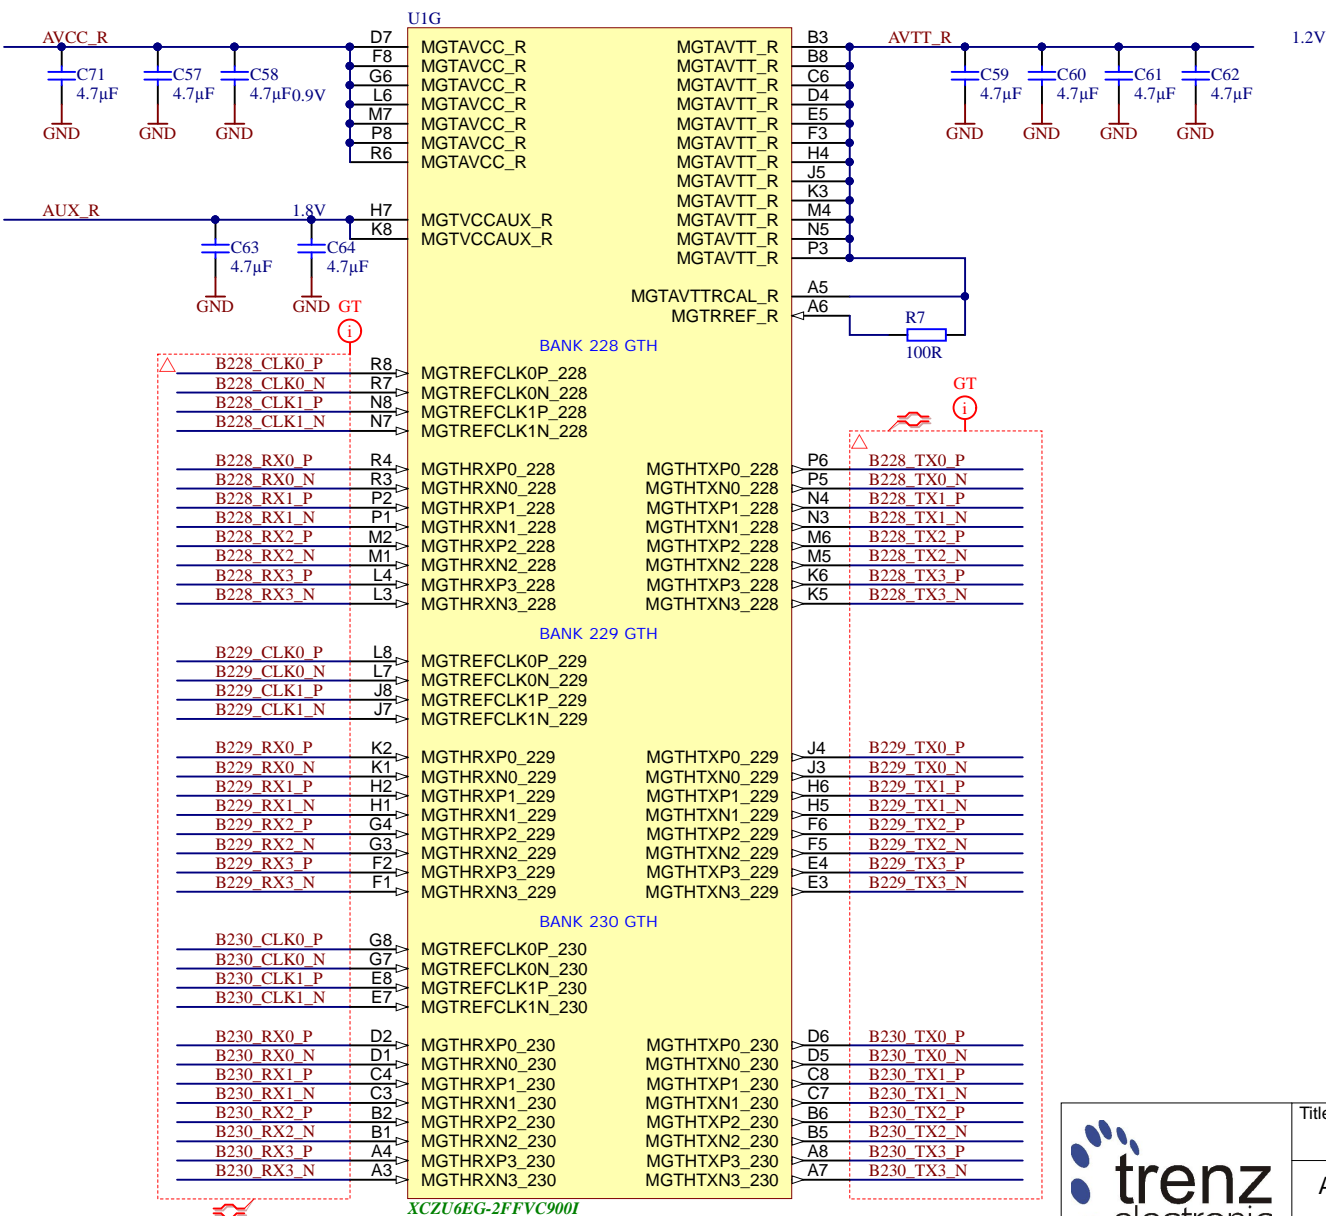 U1G
AVCC_R D7 MGTAVCC_R MGTAVTT_R B3 AVTT_R 1.2V
F8 MGTAVCC_R MGTAVTT_R B8
C71 C57 C58 G6 MGTAVCC_R MGTAVTT_R C6 C59 C60 C61 C62
4.7µF 4.7µF 4.7µF 0.9V L6 MGTAVCC_R MGTAVTT_R D4 4.7µF 4.7µF 4.7µF 4.7µF
M7 MGTAVCC_R MGTAVTT_R E5
GND GND GND P8 MGTAVCC_R MGTAVTT_R F3 GND GND GND GND
R6 MGTAVCC_R MGTAVTT_R H4
MGTAVTT_R J5
MGTAVTT_R K3
AUX_R 1.8V H7 MGTVCCAUX_R MGTAVTT_R M4
K8 MGTVCCAUX_R MGTAVTT_R N5
C63 C64 MGTAVTT_R P3
4.7µF 4.7µF
MGTAVTTRCAL_R A5
GND GND GT MGTRREF_R A6 R7
i
BANK 228 GTH 100R
B228_CLK0_P R8 MGTREFCLK0P_228
B228_CLK0_N R7 MGTREFCLK0N_228 GT
B228_CLK1_P N8 MGTREFCLK1P_228 i
B228_CLK1_N N7 MGTREFCLK1N_228
B228_RX0_P R4 MGTHRXP0_228 MGTHTXP0_228 P6 B228_TX0_P
B228_RX0_N R3 MGTHRXN0_228 MGTHTXN0_228 P5 B228_TX0_N
B228_RX1_P P2 MGTHRXP1_228 MGTHTXP1_228 N4 B228_TX1_P
B228_RX1_N P1 MGTHRXN1_228 MGTHTXN1_228 N3 B228_TX1_N
B228_RX2_P M2 MGTHRXP2_228 MGTHTXP2_228 M6 B228_TX2_P
B228_RX2_N M1 MGTHRXN2_228 MGTHTXN2_228 M5 B228_TX2_N
B228_RX3_P L4 MGTHRXP3_228 MGTHTXP3_228 K6 B228_TX3_P
B228_RX3_N L3 MGTHRXN3_228 MGTHTXN3_228 K5 B228_TX3_N
BANK 229 GTH
B229_CLK0_P L8 MGTREFCLK0P_229
B229_CLK0_N L7 MGTREFCLK0N_229
B229_CLK1_P J8 MGTREFCLK1P_229
B229_CLK1_N J7 MGTREFCLK1N_229
B229_RX0_P K2 MGTHRXP0_229 MGTHTXP0_229 J4 B229_TX0_P
B229_RX0_N K1 MGTHRXN0_229 MGTHTXN0_229 J3 B229_TX0_N
B229_RX1_P H2 MGTHRXP1_229 MGTHTXP1_229 H6 B229_TX1_P
B229_RX1_N H1 MGTHRXN1_229 MGTHTXN1_229 H5 B229_TX1_N
B229_RX2_P G4 MGTHRXP2_229 MGTHTXP2_229 F6 B229_TX2_P
B229_RX2_N G3 MGTHRXN2_229 MGTHTXN2_229 F5 B229_TX2_N
B229_RX3_P F2 MGTHRXP3_229 MGTHTXP3_229 E4 B229_TX3_P
B229_RX3_N F1 MGTHRXN3_229 MGTHTXN3_229 E3 B229_TX3_N
BANK 230 GTH
B230_CLK0_P G8 MGTREFCLK0P_230
B230_CLK0_N G7 MGTREFCLK0N_230
B230_CLK1_P E8 MGTREFCLK1P_230
B230_CLK1_N E7 MGTREFCLK1N_230
B230_RX0_P D2 MGTHRXP0_230 MGTHTXP0_230 D6 B230_TX0_P
B230_RX0_N D1 MGTHRXN0_230 MGTHTXN0_230 D5 B230_TX0_N
B230_RX1_P C4 MGTHRXP1_230 MGTHTXP1_230 C8 B230_TX1_P
B230_RX1_N C3 MGTHRXN1_230 MGTHTXN1_230 C7 B230_TX1_N
B230_RX2_P B2 MGTHRXP2_230 MGTHTXP2_230 B6 B230_TX2_P
B230_RX2_N B1 MGTHRXN2_230 MGTHTXN2_230 B5 B230_TX2_N
B230_RX3_P A4 MGTHRXP3_230 MGTHTXP3_230 A8 B230_TX3_P
B230_RX3_N A3 MGTHRXN3_230 MGTHTXN3_230 A7 B230_TX3_N
XCZU6EG-2FFVC900I
Title
trenz
electronic